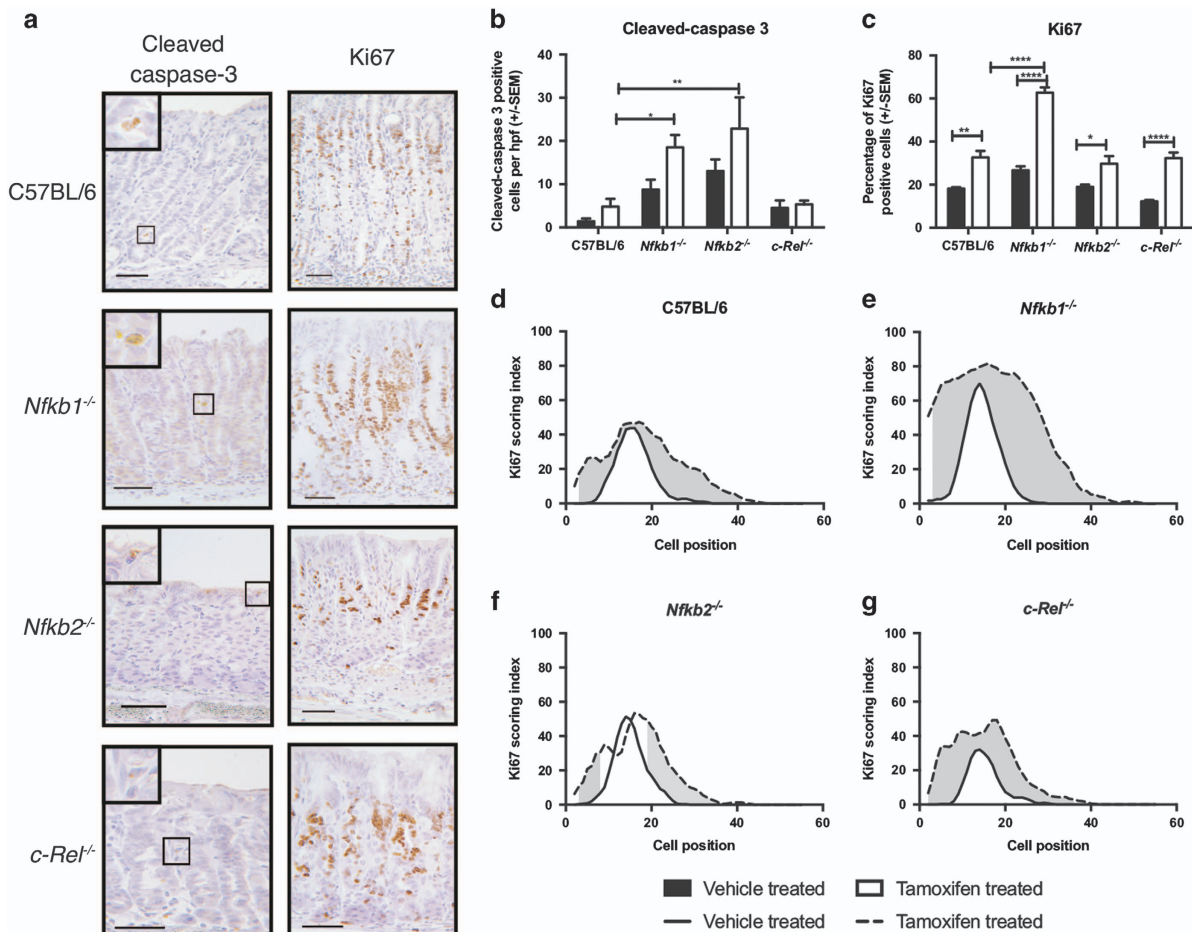 a
Cleaved
caspase-3
Ki67
C57BL/6
Nfkb1-/-
Nfkb2-/-
c-Rel-/-
b
Cleaved-caspase 3
Cleaved-caspase 3 positive
cells per hpf (+/-SEM)
40
30
20
10
0
**
*
C57BL/6
Nfkb1-/-
Nfkb2-/-
c-Rel-/-
c
Ki67
Percentage of Ki67
positive cells (+/-SEM)
80
60
40
20
0
****
****
**
*
****
C57BL/6
Nfkb1-/-
Nfkb2-/-
c-Rel-/-
d
C57BL/6
Ki67 scoring index
100
80
60
40
20
0
0 20 40 60
Cell position
e
Nfkb1-/-
Ki67 scoring index
100
80
60
40
20
0
0 20 40 60
Cell position
f
Nfkb2-/-
Ki67 scoring index
100
80
60
40
20
0
0 20 40 60
Cell position
g
c-Rel-/-
Ki67 scoring index
100
80
60
40
20
0
0 20 40 60
Cell position
Vehicle treated
Tamoxifen treated
Vehicle treated
Tamoxifen treated